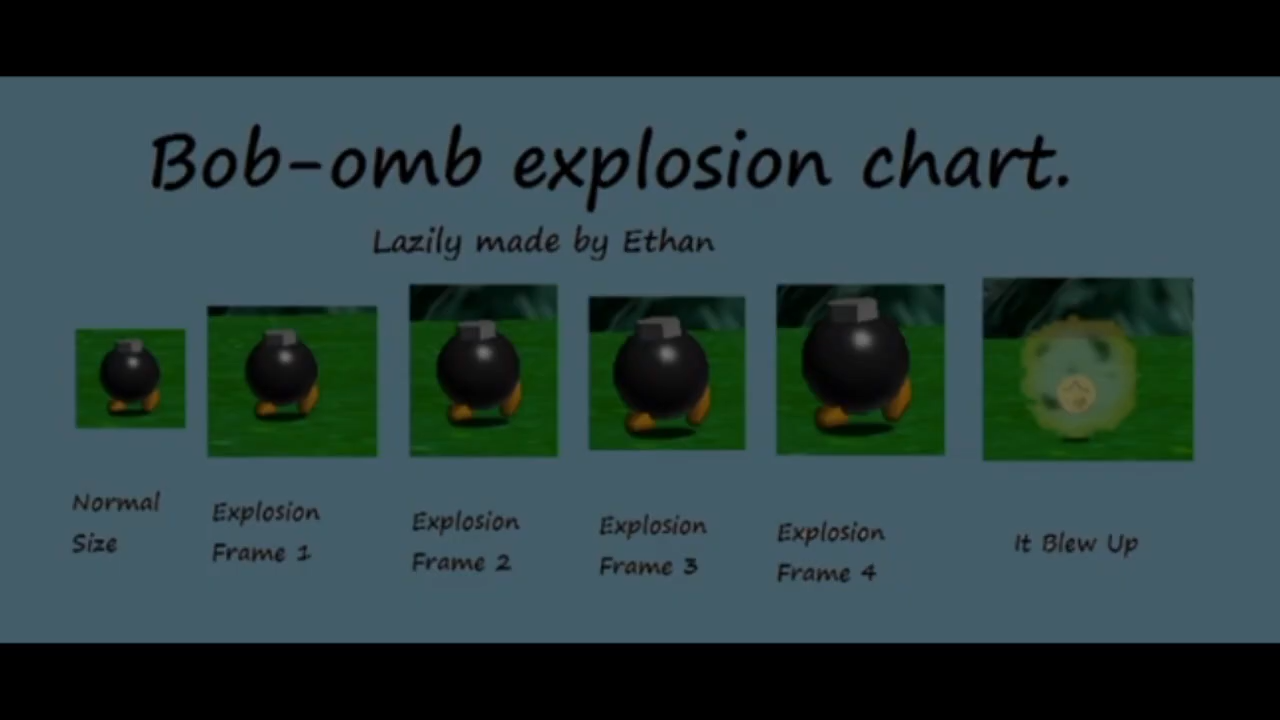 Bob-omb explosion chart.
Lazily made by Ethan
Normal
Size
Explosion
Frame 1
Explosion
Frame 2
Explosion
Frame 3
Explosion
Frame 4
It Blew Up